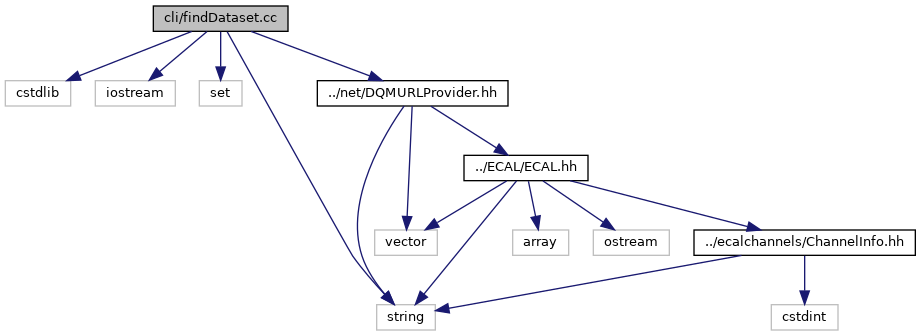 cli/findDataset.cc
cstdlib
iostream
set
../net/DQMURLProvider.hh
../ECAL/ECAL.hh
vector
array
ostream
../ecalchannels/ChannelInfo.hh
string
cstdint